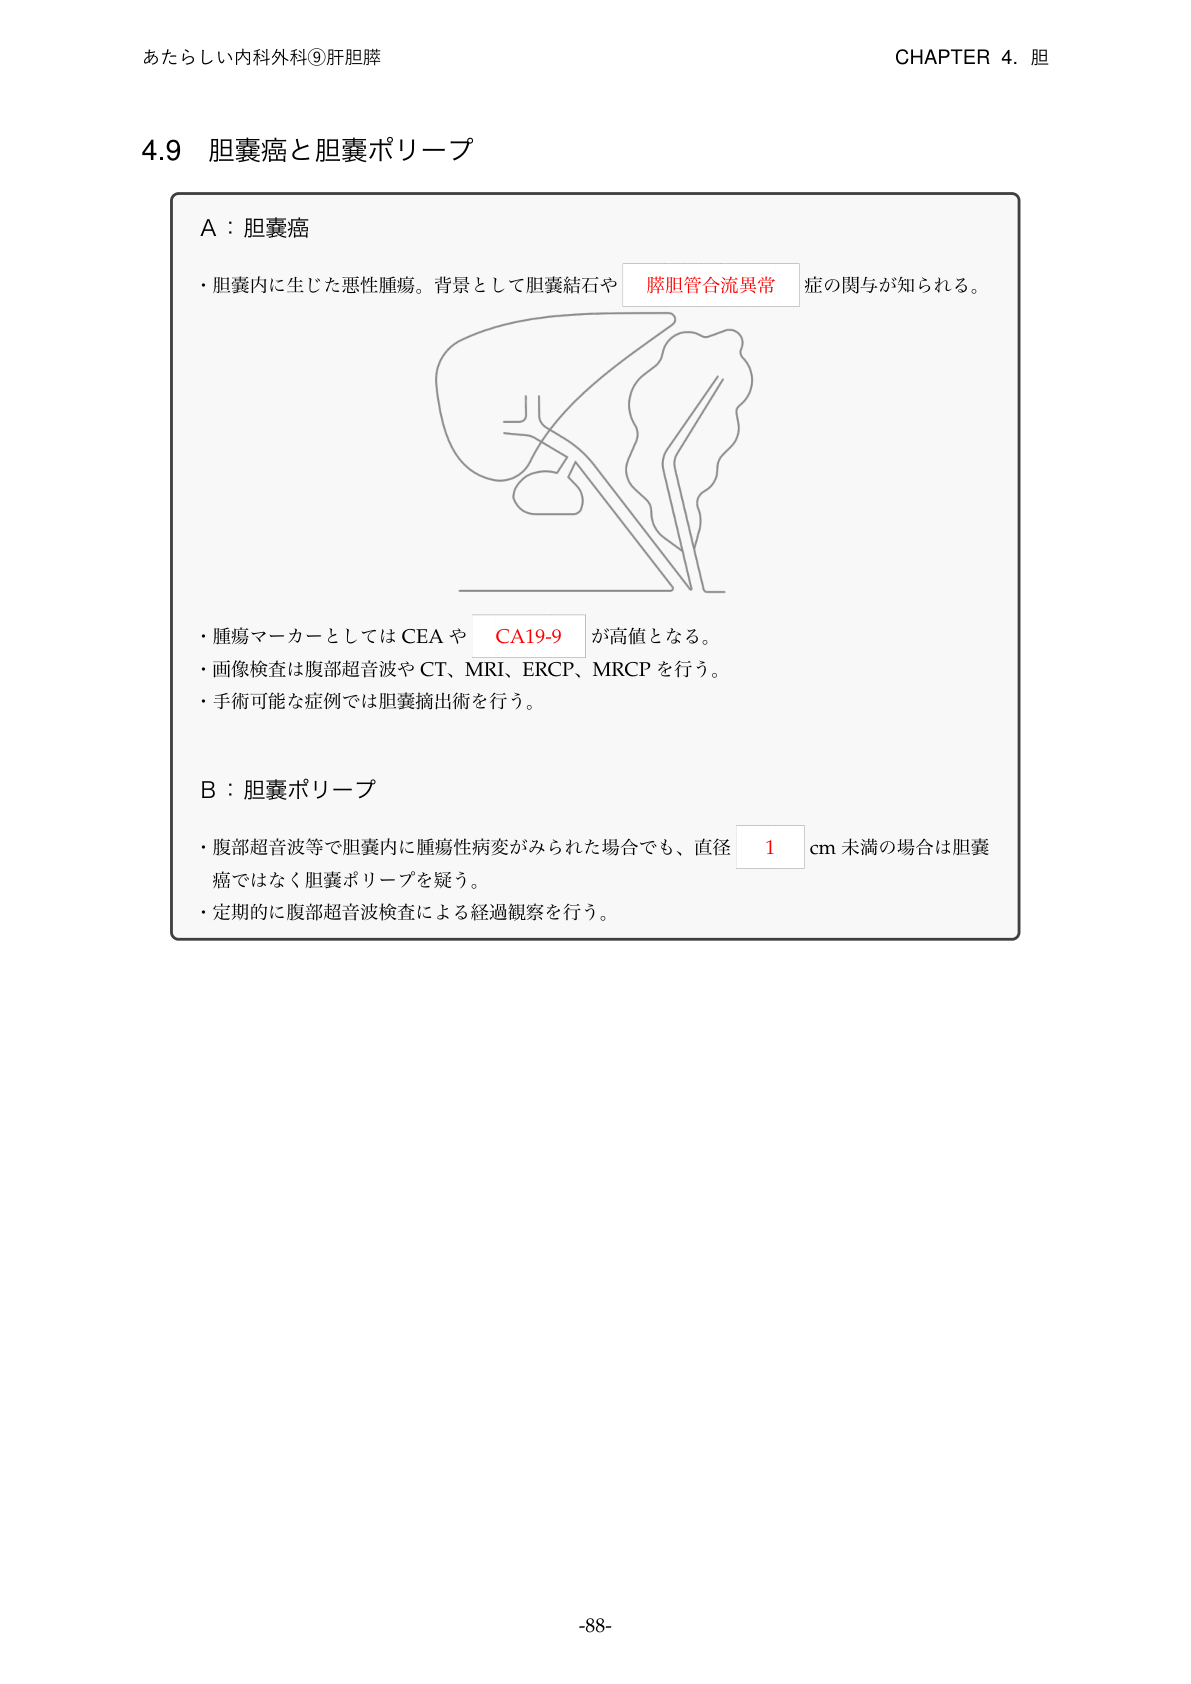 あたらしい内科外科⑨肝胆膵
CHAPTER 4. 胆
4.9 胆嚢癌と胆嚢ポリープ
A：胆嚢癌
・胆嚢内に生じた悪性腫瘍。背景として胆嚢結石や 膵胆管合流異常 症の関与が知られる。
・腫瘍マーカーとしては CEA や CA19-9 が高値となる。
・画像検査は腹部超音波や CT、MRI、ERCP、MRCP を行う。
・手術可能な症例では胆嚢摘出術を行う。
B：胆嚢ポリープ
・腹部超音波等で胆嚢内に腫瘍性病変がみられた場合でも、直径 1 cm 未満の場合は胆嚢
癌ではなく胆嚢ポリープを疑う。
・定期的に腹部超音波検査による経過観察を行う。
-88-